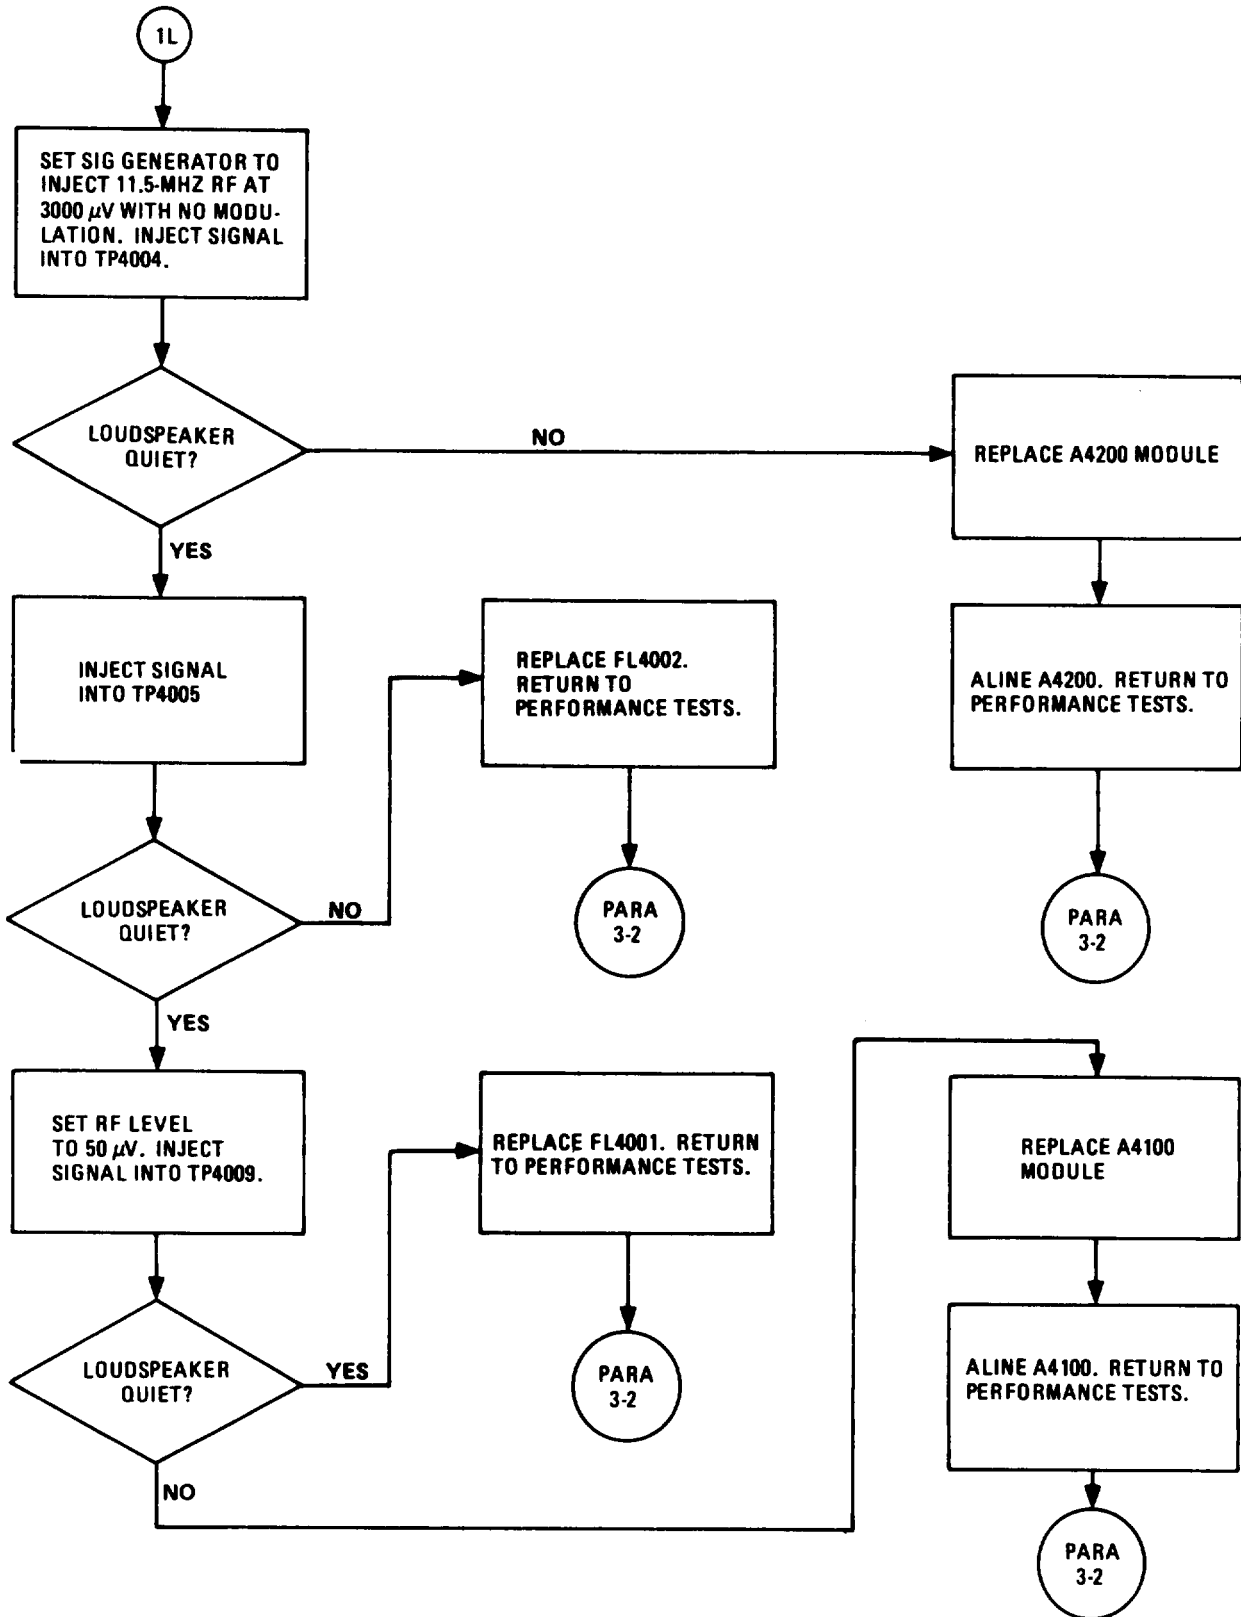 1L
SET SIG GENERATOR TO
INJECT 11.5-MHZ RF AT
3000 µV WITH NO MODU-
LATION. INJECT SIGNAL
INTO TP4004.
LOUDSPEAKER
QUIET?
NO
REPLACE A4200 MODULE
YES
INJECT SIGNAL
INTO TP4005
REPLACE FL4002.
RETURN TO
PERFORMANCE TESTS.
ALINE A4200. RETURN TO
PERFORMANCE TESTS.
LOUDSPEAKER
QUIET?
NO
PARA
3-2
PARA
3-2
YES
SET RF LEVEL
TO 50 µV. INJECT
SIGNAL INTO TP4009.
REPLACE FL4001. RETURN
TO PERFORMANCE TESTS.
REPLACE A4100
MODULE
LOUDSPEAKER
QUIET?
YES
PARA
3-2
ALINE A4100. RETURN TO
PERFORMANCE TESTS.
NO
PARA
3-2